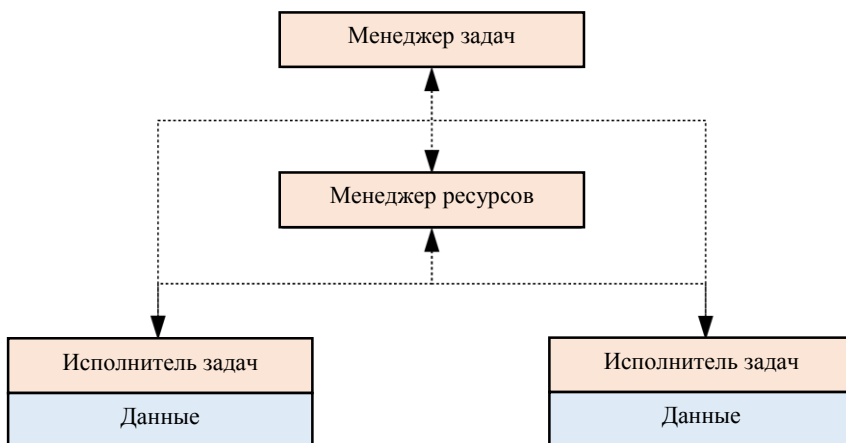 Менеджер задач
Менеджер ресурсов
Исполнитель задач
Исполнитель задач
Данные
Данные